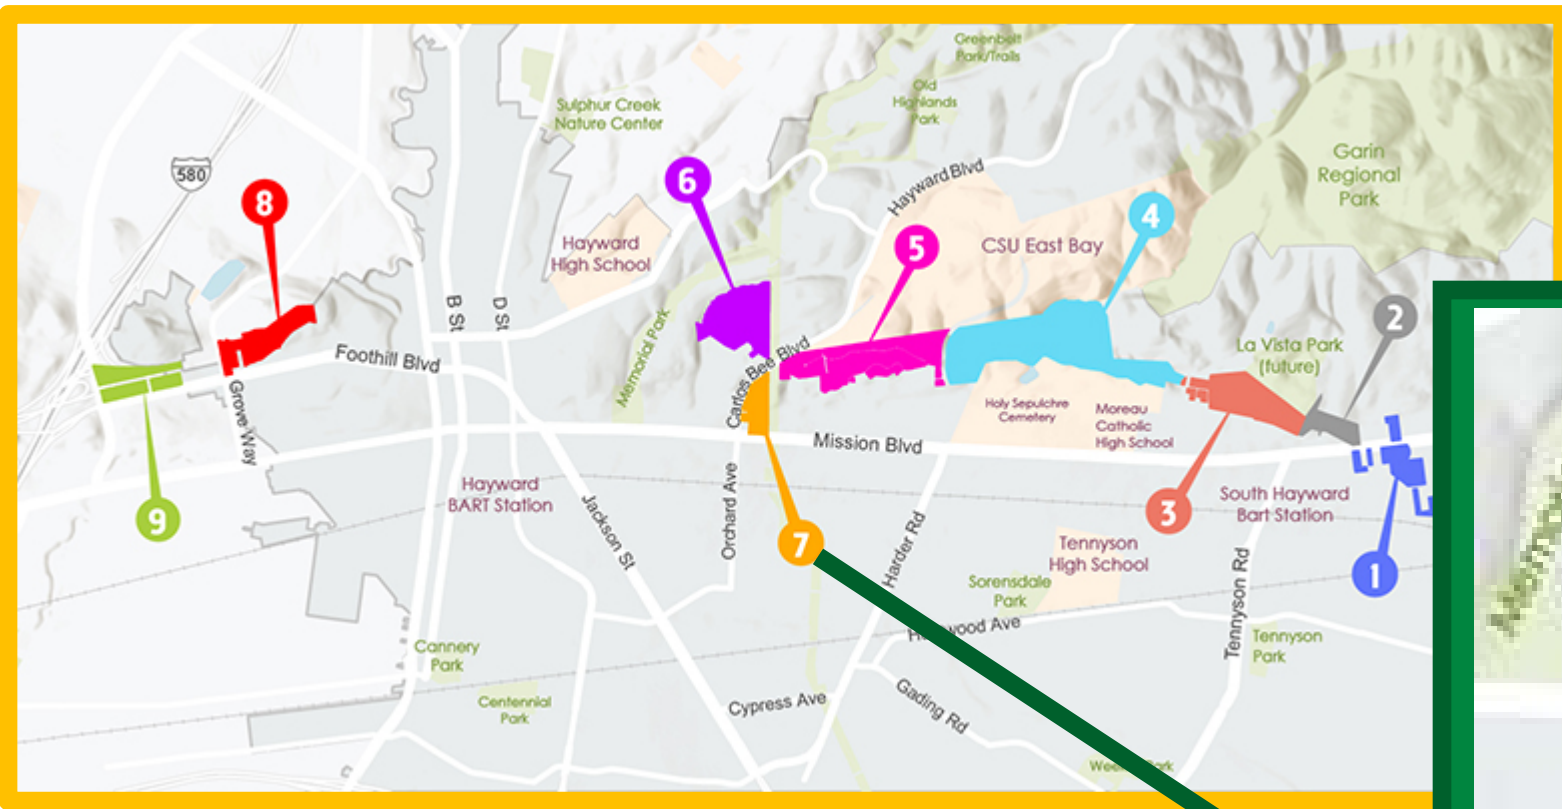 Greenbelt
Park/Trails
Old
Highlands
Park
Sulphur Creek
Nature Center
580
8
6
Hayward Blvd
Garin
Regional
Park
4
5
CSU East Bay
Hayward
High School
B St
D St
Memorial Park
2
La Vista Park
(future)
Foothill Blvd
Carlos Bee Blvd
Grove Way
Holy Sepulchre
Cemetery
Moreau
Catholic
High School
Mission Blvd
Hayward
BART Station
Orchard Ave
Jackson St
9
7
3
South Hayward
Bart Station
1
Harder Rd
Tennyson
High School
Sorensdale
Park
Tennyson Rd
Tennyson
Park
Cannery
Park
Centennial
Park
Cypress Ave
Gading Rd